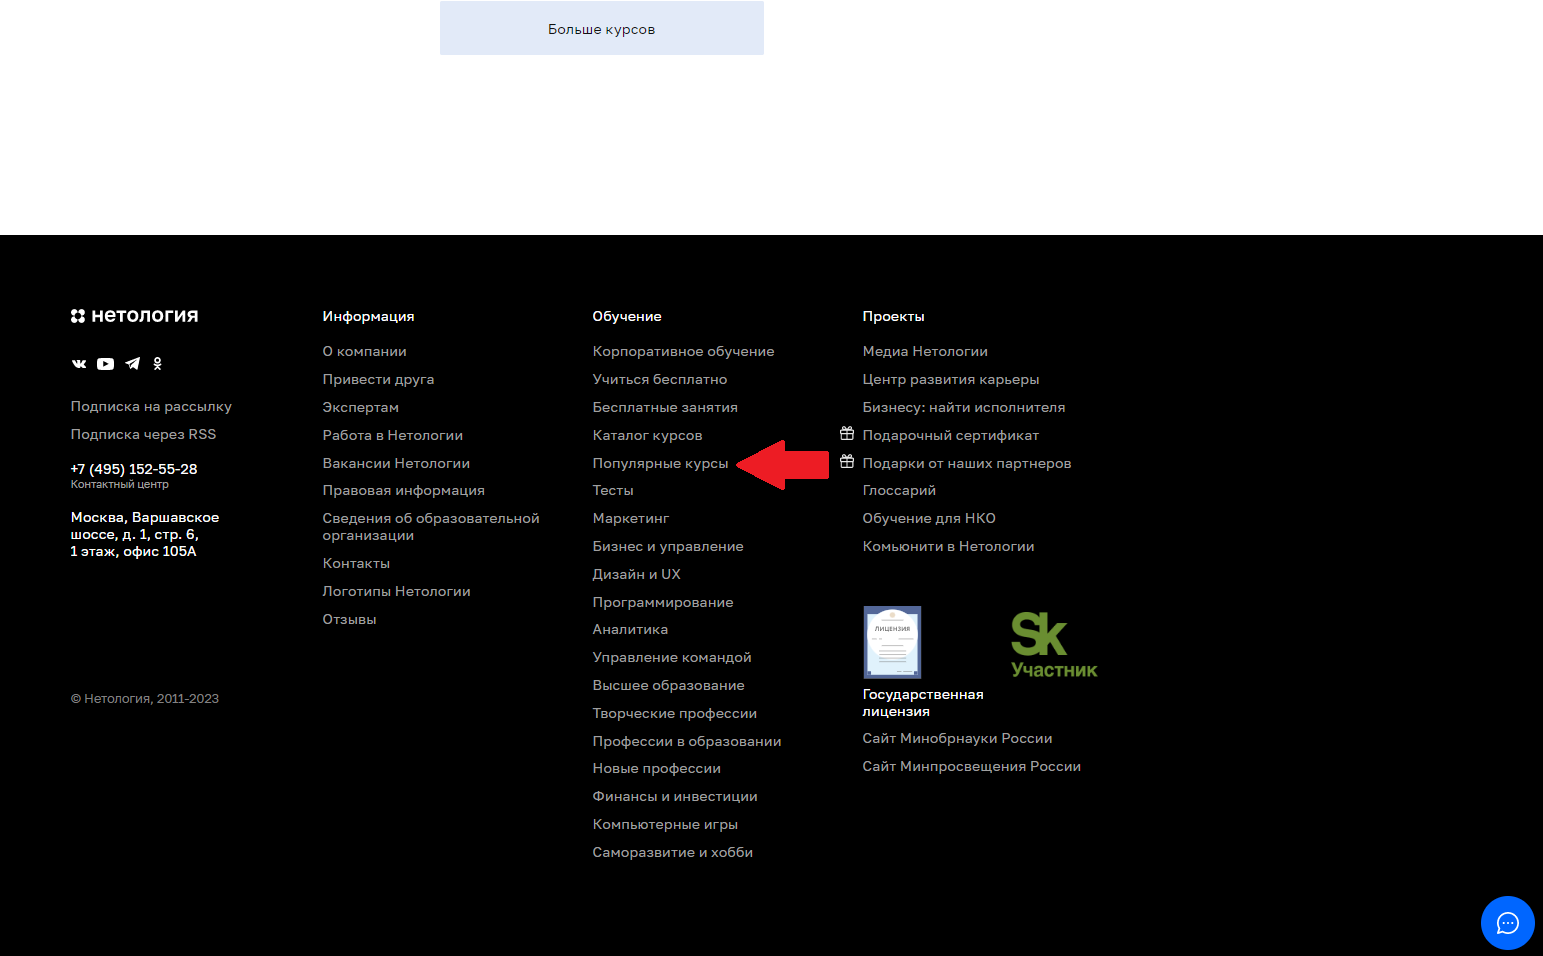 Больше курсов
нетология
Подписка на рассылку
Подписка через RSS
+7 (495) 152-55-28
Контактный центр
Москва, Варшавское
шоссе, д. 1, стр. 6,
1 этаж, офис 105А
© Нетология, 2011-2023
Информация
О компании
Привести друга
Экспертам
Работа в Нетологии
Вакансии Нетологии
Правовая информация
Сведения об образовательной
организации
Контакты
Логотипы Нетологии
Отзывы
Обучение
Корпоративное обучение
Учиться бесплатно
Бесплатные занятия
Каталог курсов
Популярные курсы
Тесты
Маркетинг
Бизнес и управление
Дизайн и UX
Программирование
Аналитика
Управление командой
Высшее образование
Творческие профессии
Профессии в образовании
Новые профессии
Финансы и инвестиции
Компьютерные игры
Саморазвитие и хобби
Проекты
Медиа Нетологии
Центр развития карьеры
Бизнесу: найти исполнителя
Подарочный сертификат
Подарки от наших партнеров
Глоссарий
Обучение для НКО
Комьюнити в Нетологии
ЛИЦЕНЗИЯ
Sk
Участник
Государственная
лицензия
Сайт Минобрнауки России
Сайт Минпросвещения России